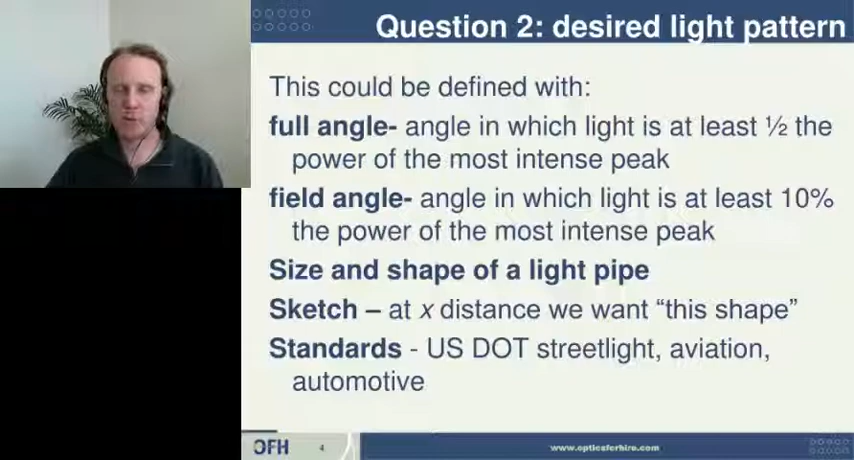 Question 2: desired light pattern
This could be defined with:
full angle- angle in which light is at least ½ the
power of the most intense peak
field angle- angle in which light is at least 10%
the power of the most intense peak
Size and shape of a light pipe
Sketch – at x distance we want “this shape”
Standards - US DOT streetlight, aviation,
automotive
OFH 4 www.opticsforhire.com